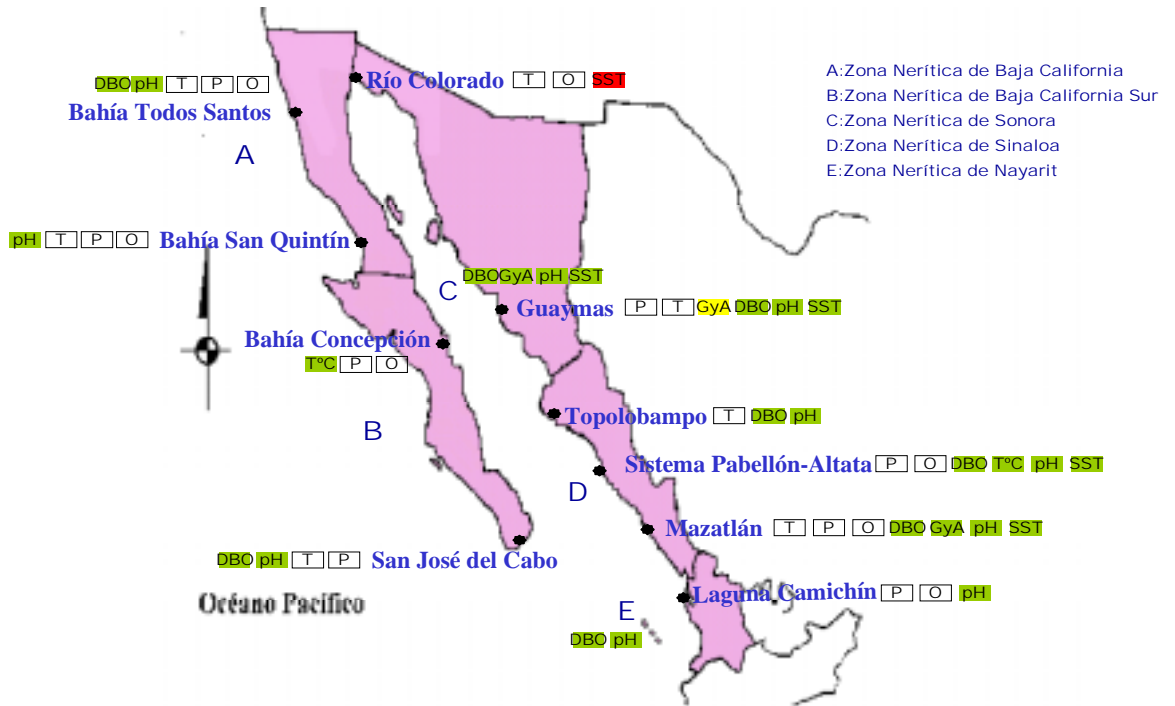 A:Zona Nerítica de Baja California
B:Zona Nerítica de Baja California Sur
C:Zona Nerítica de Sonora
D:Zona Nerítica de Sinaloa
E:Zona Nerítica de Nayarit
DBO pH T P O
Bahía Todos Santos
Río Colorado T O SST
A
pH T P O Bahía San Quintín
DBO GyA pH SST
C
Guaymas P T GyA DBO pH SST
Bahía Concepción
TºC P O
B
Topolobampo T DBO pH
Sistema Pabellón-Altata P O DBO TºC pH SST
D
Mazatlán T P O DBO GyA pH SST
DBO pH T P San José del Cabo
Laguna Camichín P O pH
Océano Pacífico
E
DBO pH